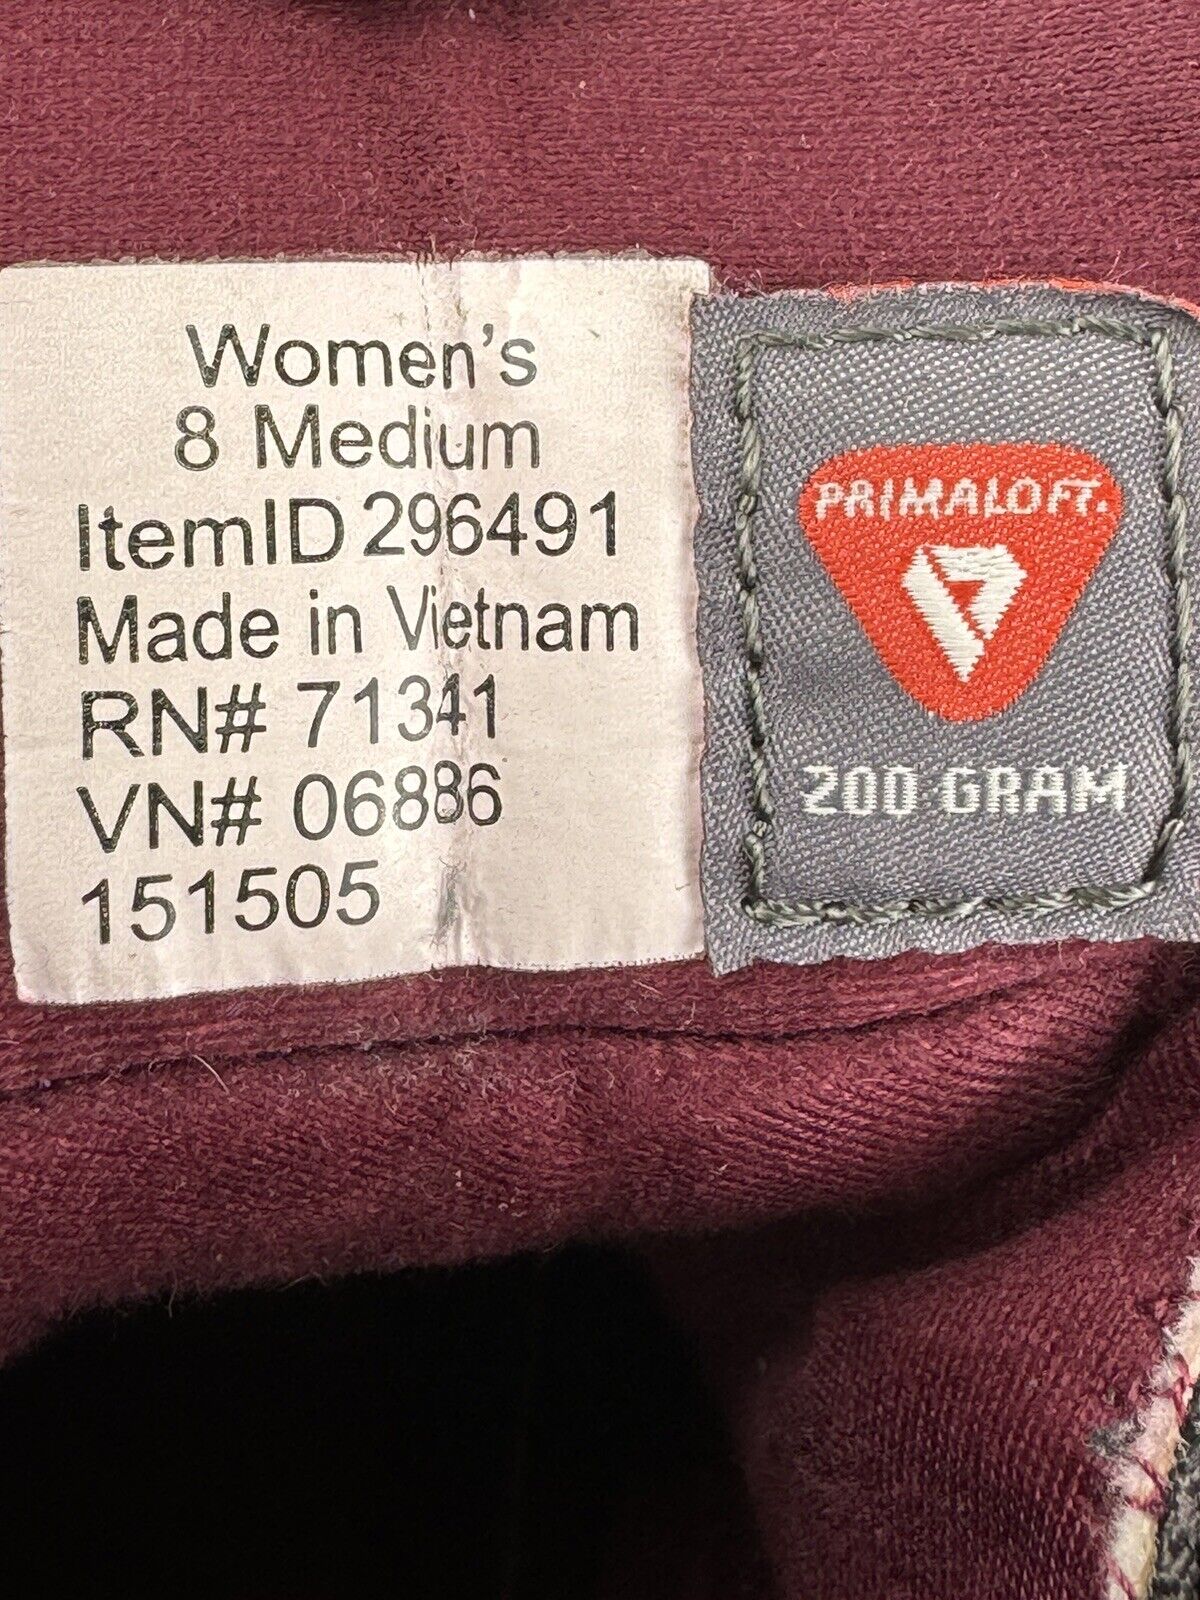 Women's
8 Medium
ItemID 296491
Made in Vietnam
RN# 71341
VN# 06886
151505
PRIMALOFT.
200 GRAM